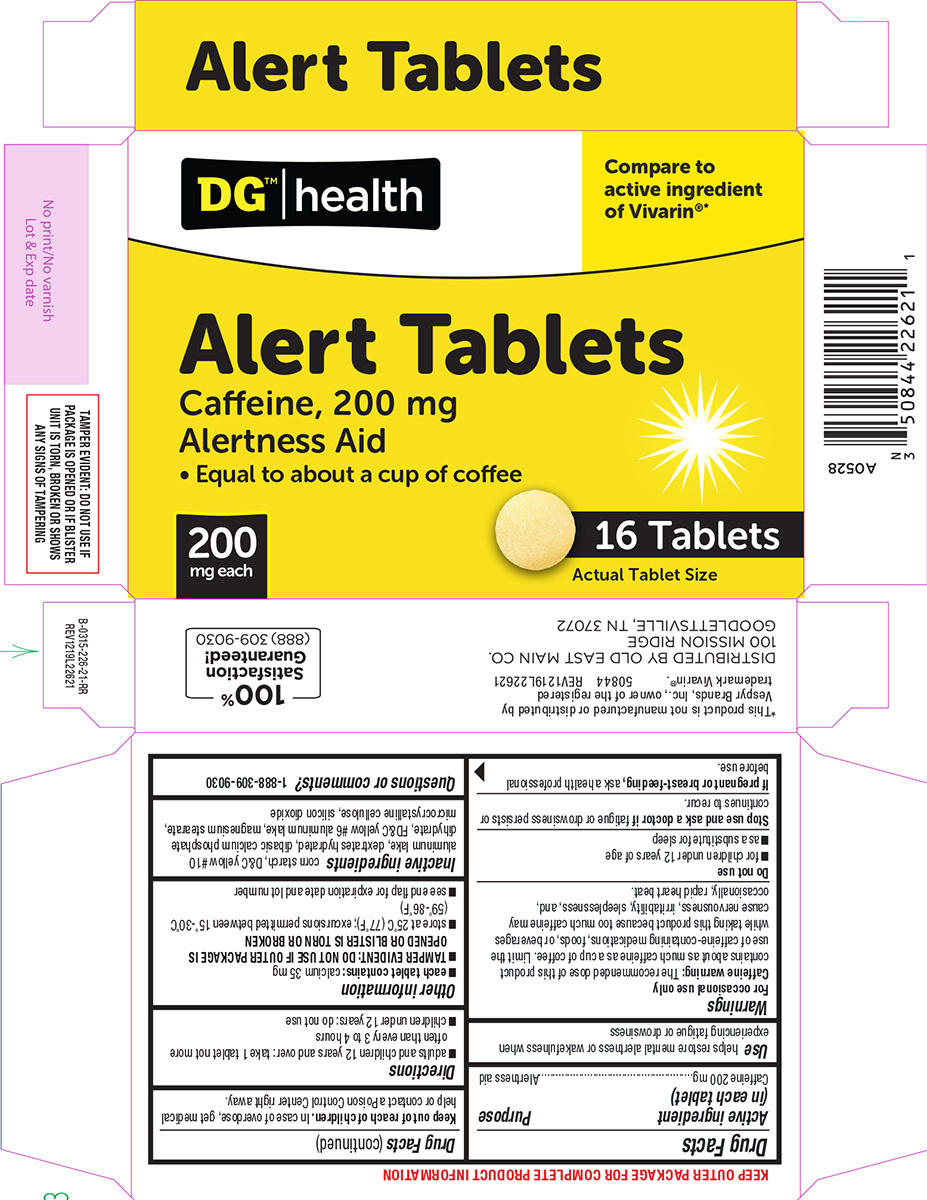 Alert Tablets
DG™ health
Compare to
active ingredient
of Vivarin®*
Alert Tablets
Caffeine, 200 mg
Alertness Aid
• Equal to about a cup of coffee
200
mg each
16 Tablets
Actual Tablet Size
No print/No varnish
Lot & Exp date
TAMPER EVIDENT: DO NOT USE IF
PACKAGE IS OPENED OR IF BLISTER
UNIT IS TORN, BROKEN OR SHOWS
ANY SIGNS OF TAMPERING
N
3 50844 22621 1
A0528
B-0315-226-21-RR
REV1219L22621
*This product is not manufactured or distributed by
Vespyr Brands, Inc., owner of the registered
trademark Vivarin®. 50844 REV1219L22621
DISTRIBUTED BY OLD EAST MAIN CO.
100 MISSION RIDGE
GOODLETTSVILLE, TN 37072
100%
Satisfaction
Guaranteed!
(888) 309-9030
KEEP OUTER PACKAGE FOR COMPLETE PRODUCT INFORMATION
Drug Facts
Active ingredient
(in each tablet) Purpose
Caffeine 200 mg..........Alertness aid
Use helps restore mental alertness or wakefulness when
experiencing fatigue or drowsiness
Warnings
For occasional use only
Caffeine warning: The recommended dose of this product
contains about as much caffeine as a cup of coffee. Limit the
use of caffeine-containing medications, foods, or beverages
while taking this product because too much caffeine may
cause nervousness, irritability, sleeplessness, and,
occasionally, rapid heart beat.
Do not use
■ for children under 12 years of age
■ as a substitute for sleep
Stop use and ask a doctor if fatigue or drowsiness persists or
continues to recur.
If pregnant or breast-feeding, ask a health professional
before use.
Drug Facts (continued)
Keep out of reach of children. In case of overdose, get medical
help or contact a Poison Control Center right away.
Directions
■ adults and children 12 years and over: take 1 tablet not more
often than every 3 to 4 hours
■ children under 12 years: do not use
Other information
■ each tablet contains: calcium 35 mg
■ TAMPER EVIDENT: DO NOT USE IF OUTER PACKAGE IS
OPENED OR BLISTER IS TORN OR BROKEN
■ store at 25°C (77°F); excursions permitted between 15°-30°C
(59°-86°F)
■ see end flap for expiration date and lot number
Inactive ingredients corn starch, D&C yellow #10
aluminum lake, dextrates hydrated, dibasic calcium phosphate
dihydrate, FD&C yellow #6 aluminum lake, magnesium stearate,
microcrystalline cellulose, silicon dioxide
Questions or comments? 1-888-309-9030